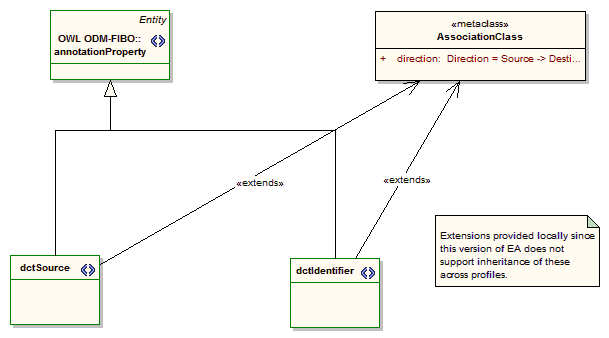 Entity
OWL ODM-FIBO::
annotationProperty
«metaclass»
AssociationClass
+ direction: Direction = Source -> Desti...
«extends»
«extends»
dctSource
dctIdentifier
Extensions provided locally since
this version of EA does not
support inheritance of these
across profiles.